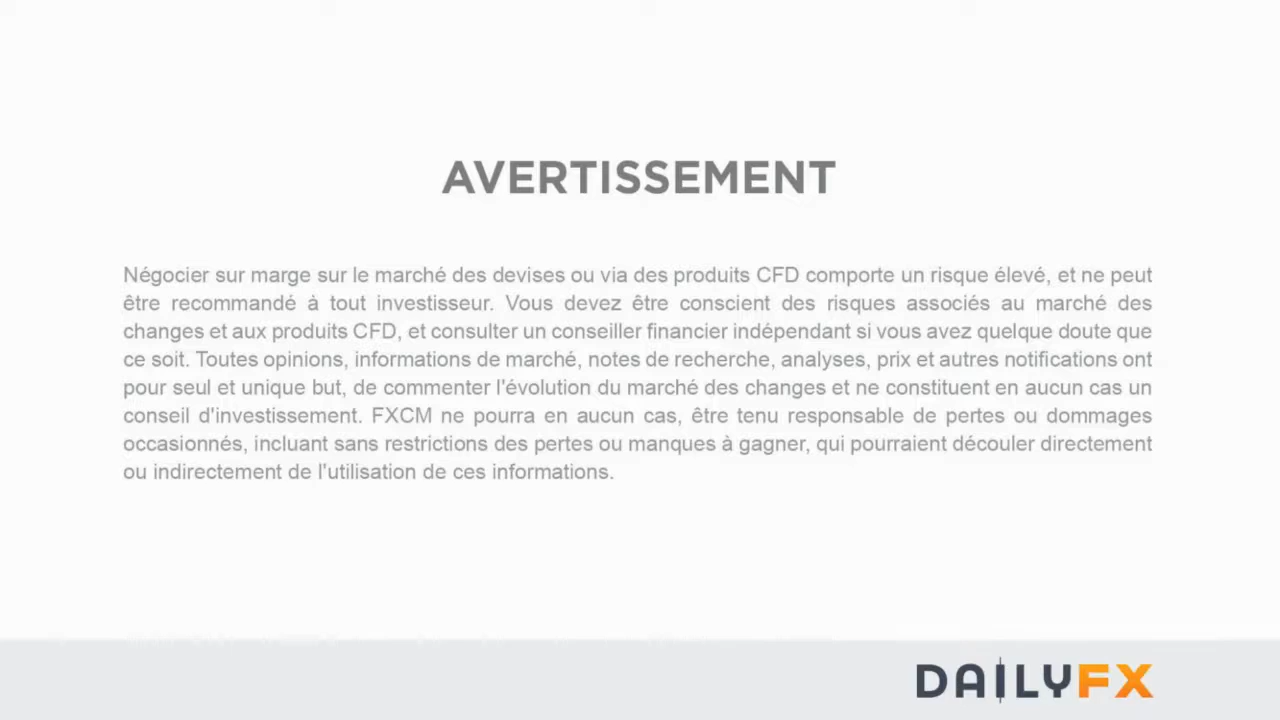 AVERTISSEMENT
Négocier sur marge sur le marché des devises ou via des produits CFD comporte un risque élevé, et ne peut
être recommandé à tout investisseur. Vous devez être conscient des risques associés au marché des
changes et aux produits CFD, et consulter un conseiller financier indépendant si vous avez quelque doute que
ce soit. Toutes opinions, informations de marché, notes de recherche, analyses, prix et autres notifications ont
pour seul et unique but, de commenter l'évolution du marché des changes et ne constituent en aucun cas un
conseil d'investissement. FXCM ne pourra en aucun cas, être tenu responsable de pertes ou dommages
occasionnés, incluant sans restrictions des pertes ou manques à gagner, qui pourraient découler directement
ou indirectement de l'utilisation de ces informations.
DAILYFX